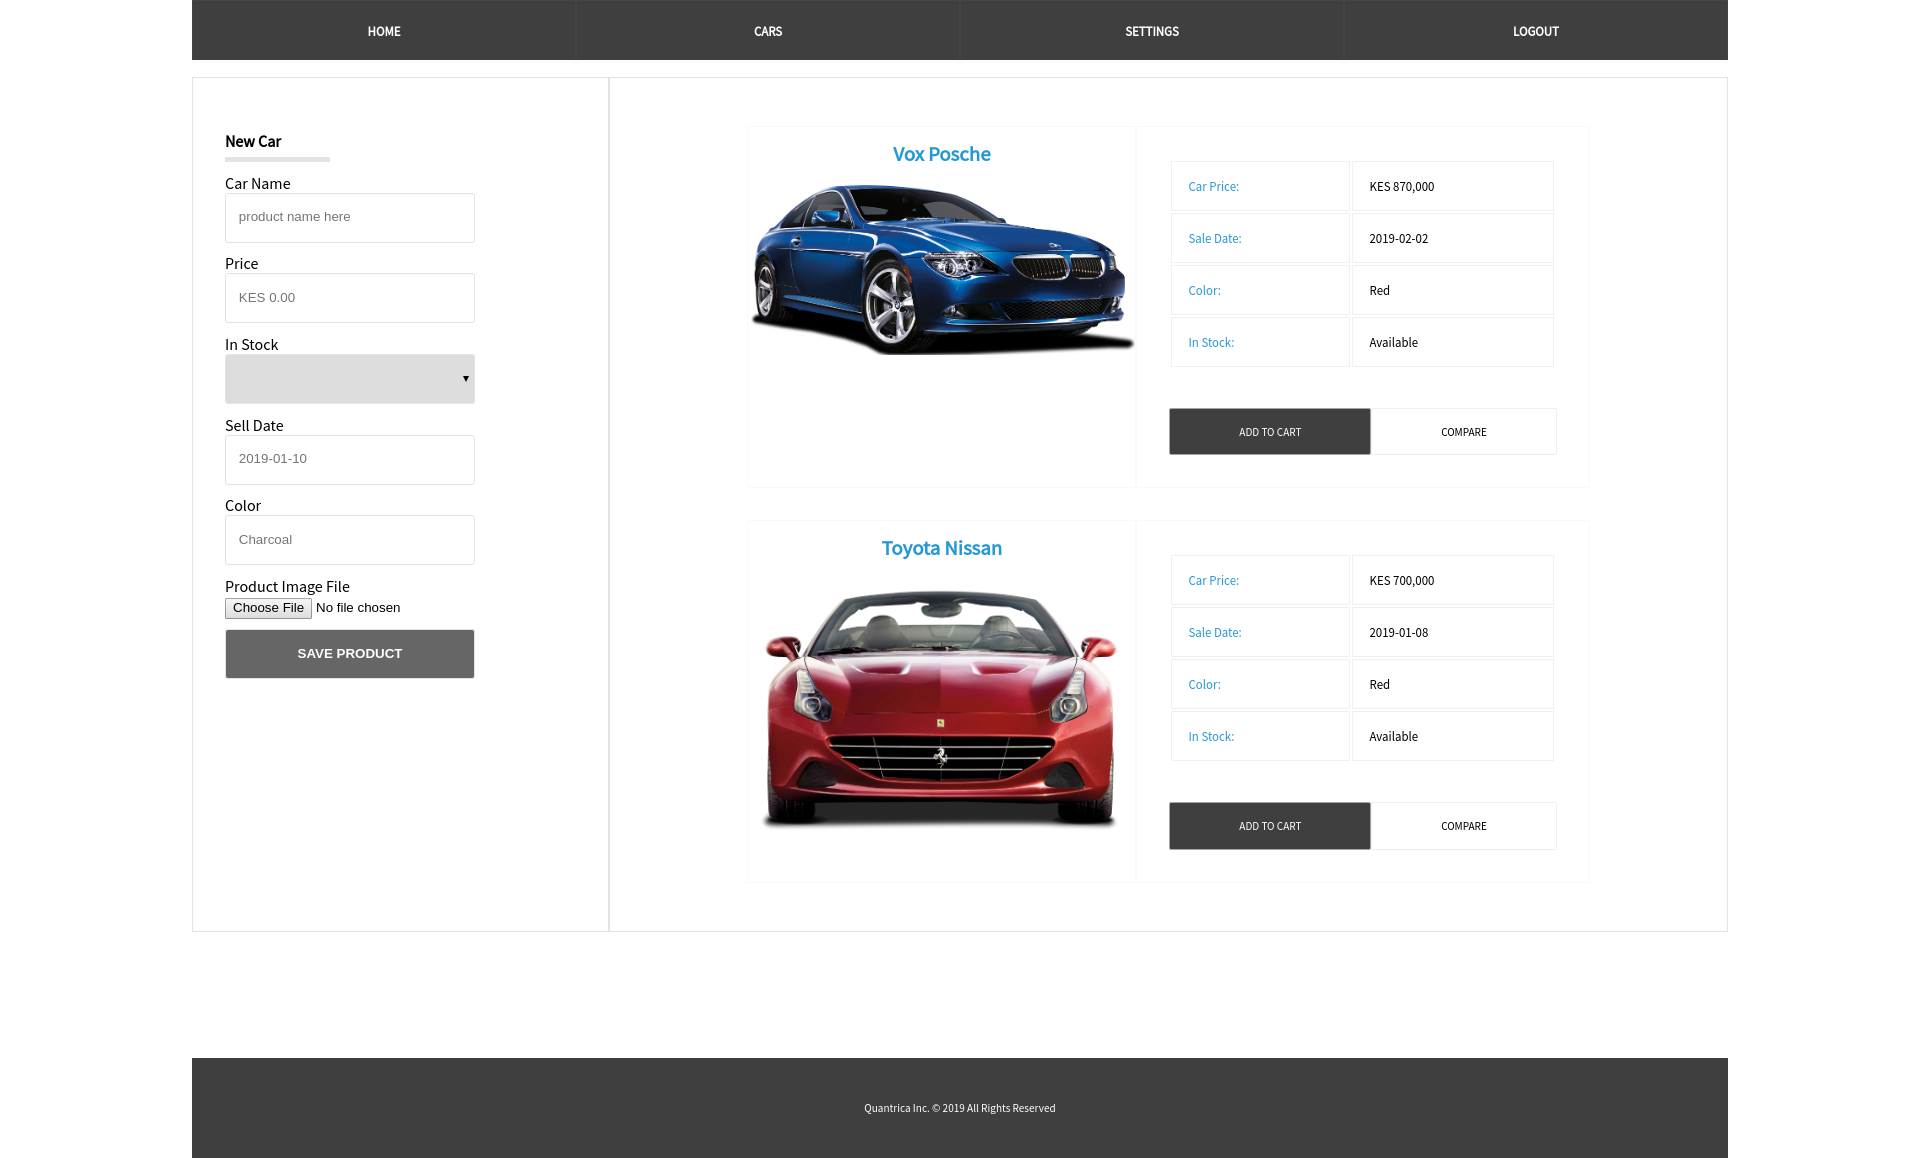 HOME
CARS
SETTINGS
LOGOUT
New Car
Car Name
product name here
Price
KES 0.00
In Stock
Sell Date
2019-01-10
Color
Charcoal
Product Image File
Choose File No file chosen
SAVE PRODUCT
Vox Posche
Car Price: KES 870,000
Sale Date: 2019-02-02
Color: Red
In Stock: Available
ADD TO CART
COMPARE
Toyota Nissan
Car Price: KES 700,000
Sale Date: 2019-01-08
Color: Red
In Stock: Available
ADD TO CART
COMPARE
Quantrica Inc. © 2019 All Rights Reserved